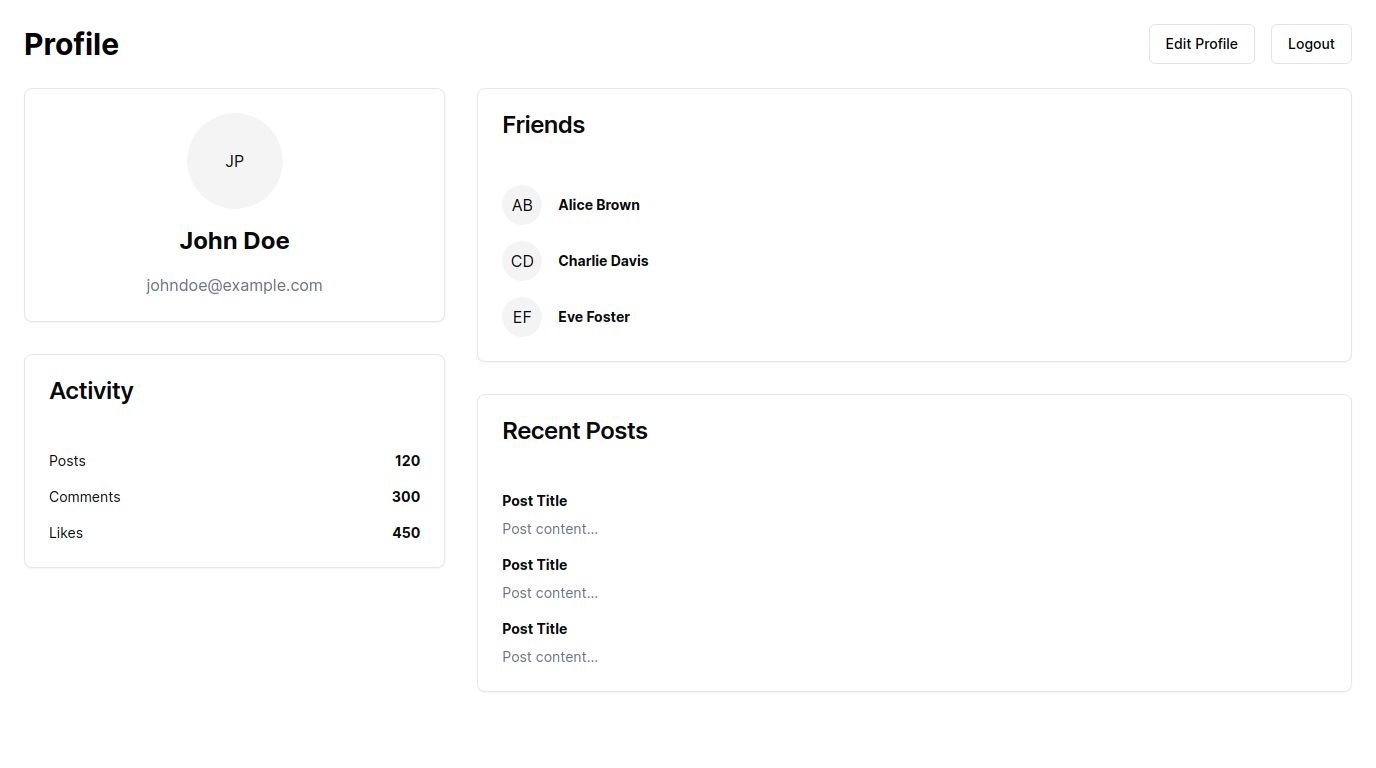 Profile
Edit Profile
Logout
JP
John Doe
johndoe@example.com
Activity
Posts 120
Comments 300
Likes 450
Friends
AB Alice Brown
CD Charlie Davis
EF Eve Foster
Recent Posts
Post Title
Post content...
Post Title
Post content...
Post Title
Post content...